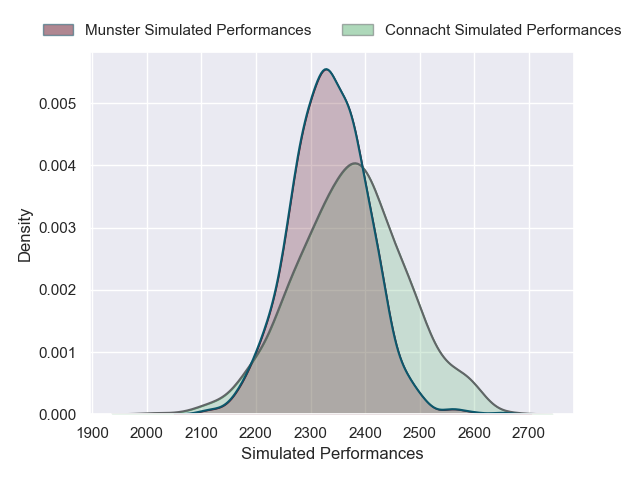 Munster Simulated Performances
Connacht Simulated Performances
Density
0.005
0.004
0.003
0.002
0.001
0.000
1900 2000 2100 2200 2300 2400 2500 2600 2700
Simulated Performances